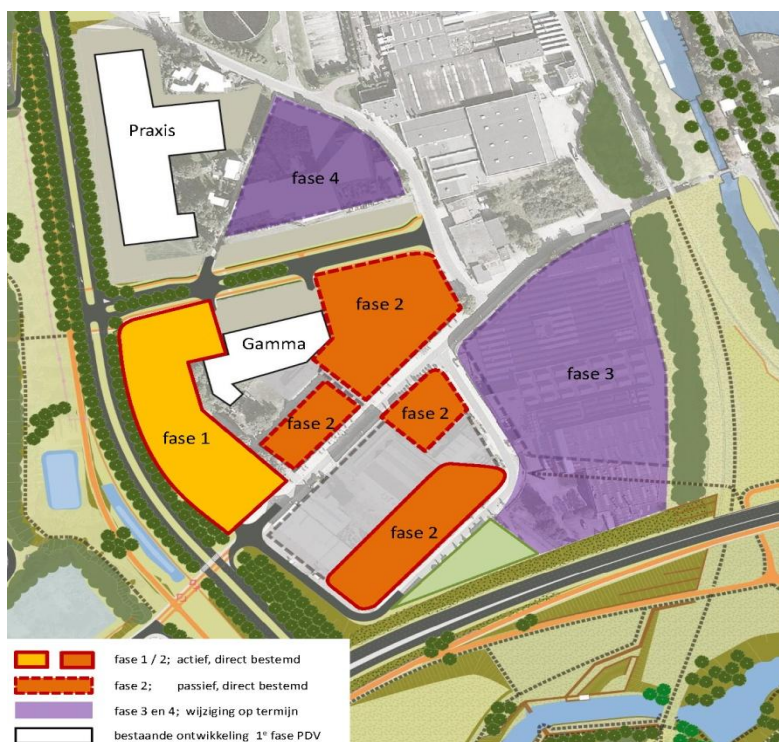 Praxis
fase 4
fase 2
Gamma
fase 3
fase 2
fase 2
fase 1
fase 2
fase 1 / 2; actief, direct bestemd
fase 2; passief, direct bestemd
fase 3 en 4; wijziging op termijn
bestaande ontwikkeling 1e fase PDV